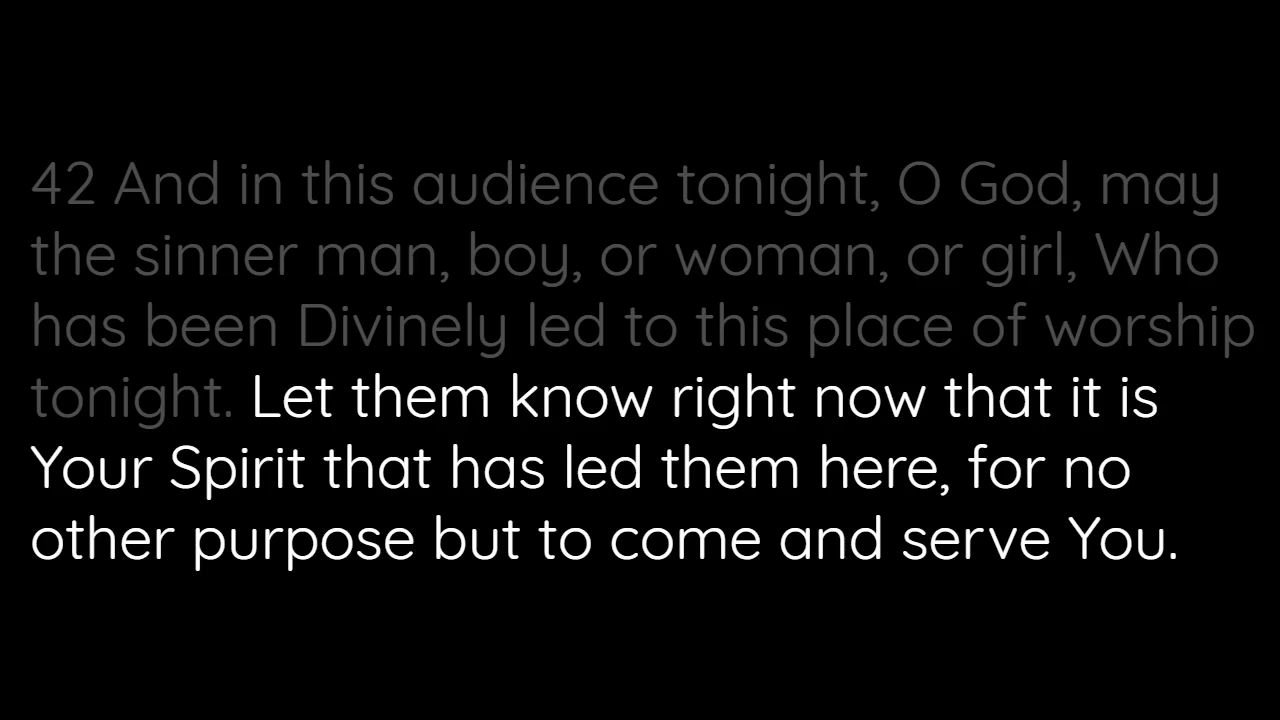 42 And in this audience tonight, O God, may
the sinner man, boy, or woman, or girl, Who
has been Divinely led to this place of worship
tonight. Let them know right now that it is
Your Spirit that has led them here, for no
other purpose but to come and serve You.